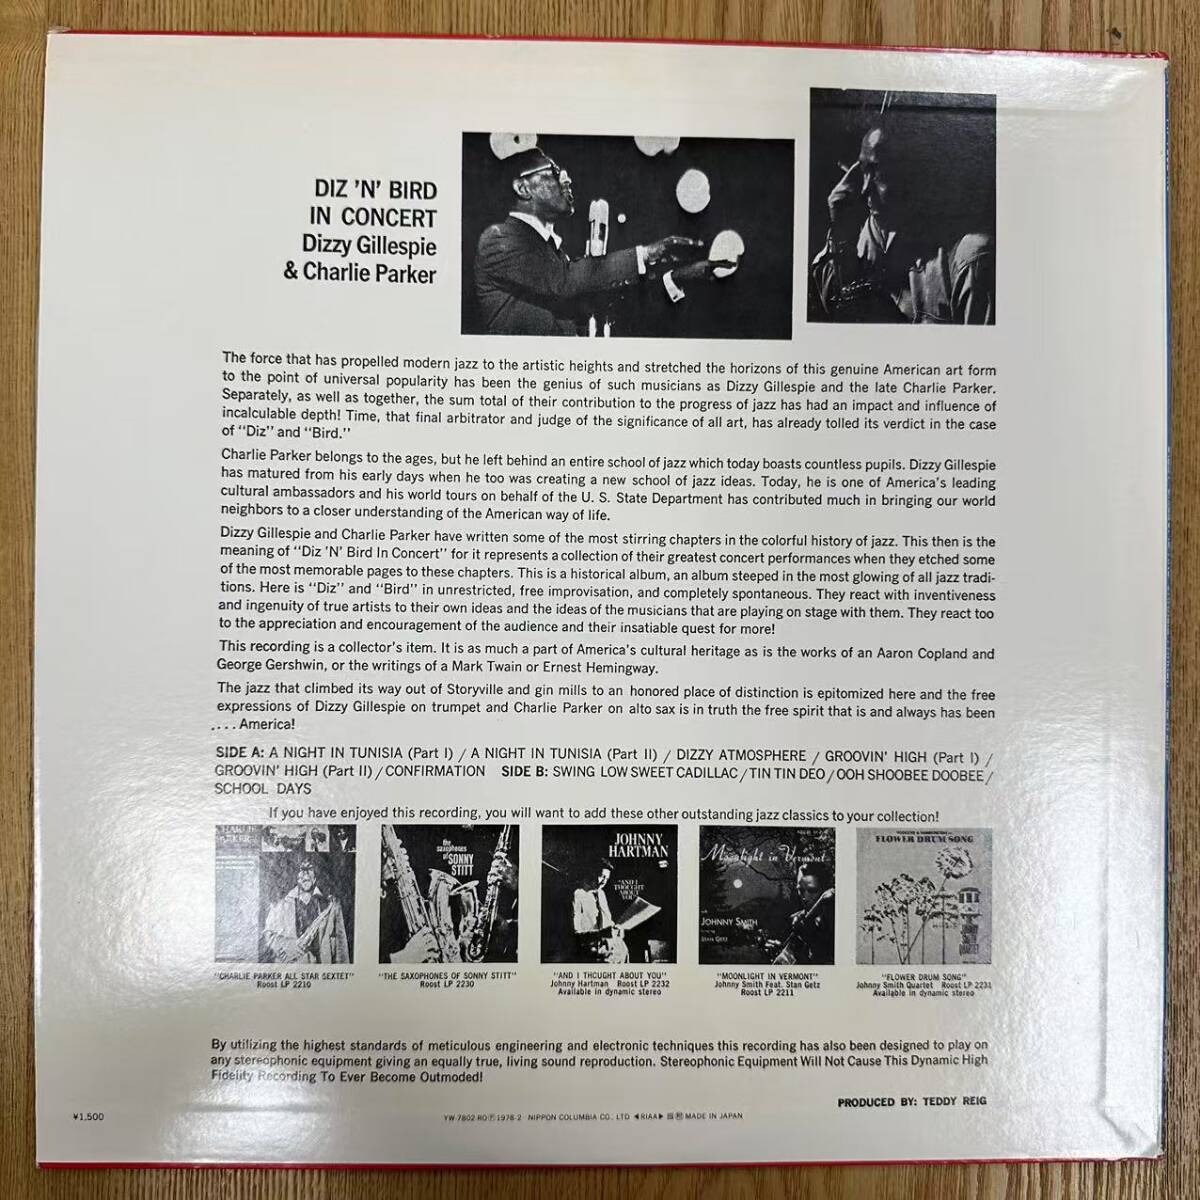 DIZ 'N' BIRD
IN CONCERT
Dizzy Gillespie
& Charlie Parker
The force that has propelled modern jazz to the artistic heights and stretched the horizons of this genuine American art form
to the point of universal popularity has been the genius of such musicians as Dizzy Gillespie and the late Charlie Parker.
Separately, as well as together, the sum total of their contribution to the progress of jazz has had an impact and influence of
incalculable depth! Time, that final arbitrator and judge of the significance of all art, has already tolled its verdict in the case
of "Diz" and "Bird."
Charlie Parker belongs to the ages, but he left behind an entire school of jazz which today boasts countless pupils. Dizzy Gillespie
has matured from his early days when he too was creating a new school of jazz ideas. Today, he is one of America's leading
cultural ambassadors and his world tours on behalf of the U. S. State Department has contributed much in bringing our world
neighbors to a closer understanding of the American way of life.
Dizzy Gillespie and Charlie Parker have written some of the most stirring chapters in the colorful history of jazz. This then is the
meaning of "Diz 'N' Bird In Concert" for it represents a collection of their greatest concert performances when they etched some
of the most memorable pages to these chapters. This is a historical album, an album steeped in the most glowing of all jazz tradi-
tions. Here is "Diz" and "Bird" in unrestricted, free improvisation, and completely spontaneous. They react with inventiveness
and ingenuity of true artists to their own ideas and the ideas of the musicians that are playing on stage with them. They react too
to the appreciation and encouragement of the audience and their insatiable quest for more!
This recording is a collector's item. It is as much a part of America's cultural heritage as is the works of an Aaron Copland and
George Gershwin, or the writings of a Mark Twain or Ernest Hemingway.
The jazz that climbed its way out of Storyville and gin mills to an honored place of distinction is epitomized here and the free
expressions of Dizzy Gillespie on trumpet and Charlie Parker on alto sax is in truth the free spirit that is and always has been
.... America!
SIDE A: A NIGHT IN TUNISIA (Part I) / A NIGHT IN TUNISIA (Part II) / DIZZY ATMOSPHERE / GROOVIN' HIGH (Part I) /
GROOVIN' HIGH (Part II) / CONFIRMATION SIDE B: SWING LOW SWEET CADILLAC / TIN TIN DEO / OOH SHOOBEE DOOBEE /
SCHOOL DAYS
If you have enjoyed this recording, you will want to add these other outstanding jazz classics to your collection!
the
saxophones
of SONNY
STITT
JOHNNY
HARTMAN
"AND I
THOUGHT
ABOUT
YOU"
Moonlight in Vermont
JOHNNY SMITH
STAN GETZ
FLOWER DRUM SONG
"CHARLIE PARKER ALL STAR SEXTET"
Roost LP 2210
"THE SAXOPHONES OF SONNY STITT"
Roost LP 2230
"AND I THOUGHT ABOUT YOU"
Johnny Hartman Roost LP 2232
Available in dynamic stereo
"MOONLIGHT IN VERMONT"
Johnny Smith Feat. Stan Getz
Roost LP 2211
"FLOWER DRUM SONG"
Johnny Smith Quartet Roost LP 2231
Available in dynamic stereo
By utilizing the highest standards of meticulous engineering and electronic techniques this recording has also been designed to play on
any stereophonic equipment giving an equally true, living sound reproduction. Stereophonic Equipment Will Not Cause This Dynamic High
Fidelity Recording To Ever Become Outmoded!
PRODUCED BY: TEDDY REIG
¥1,500
YW-7802-RO Ⓟ 1978·2 NIPPON COLUMBIA CO., LTD. ◀RIAA▶ MADE IN JAPAN